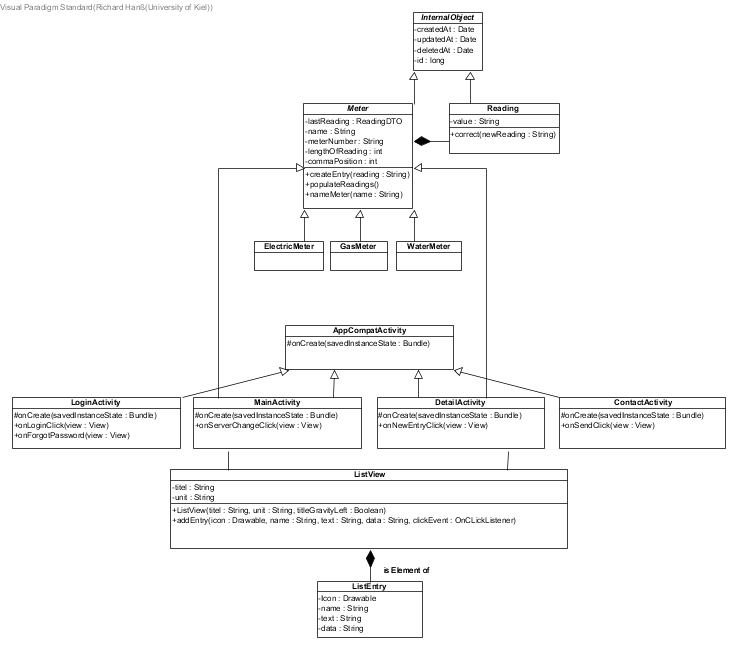 Visual Paradigm Standard(Richard Hanß(University of Kiel))
InternalObject
-createdAt : Date
-updatedAt : Date
-deletedAt : Date
-id : long
Meter
-lastReading : ReadingDTO
-name : String
-meterNumber : String
-lengthOfReading : int
-commaPosition : int
+createEntry(reading : String)
+populateReadings()
+nameMeter(name : String)
Reading
-value : String
+correct(newReading : String)
ElectricMeter
GasMeter
WaterMeter
AppCompatActivity
#onCreate(savedInstanceState : Bundle)
LoginActivity
#onCreate(savedInstanceState : Bundle)
+onLoginClick(view : View)
+onForgotPassword(view : View)
MainActivity
#onCreate(savedInstanceState : Bundle)
+onServerChangeClick(view : View)
DetailActivity
#onCreate(savedInstanceState : Bundle)
+onNewEntryClick(view : View)
ContactActivity
#onCreate(savedInstanceState : Bundle)
+onSendClick(view : View)
ListView
-titel : String
-unit : String
+ListView(titel : String, unit : String, titleGravityLeft : Boolean)
+addEntry(icon : Drawable, name : String, text : String, data : String, clickEvent : OnCLickListener)
is Element of
ListEntry
-Icon : Drawable
-name : String
-text : String
-data : String